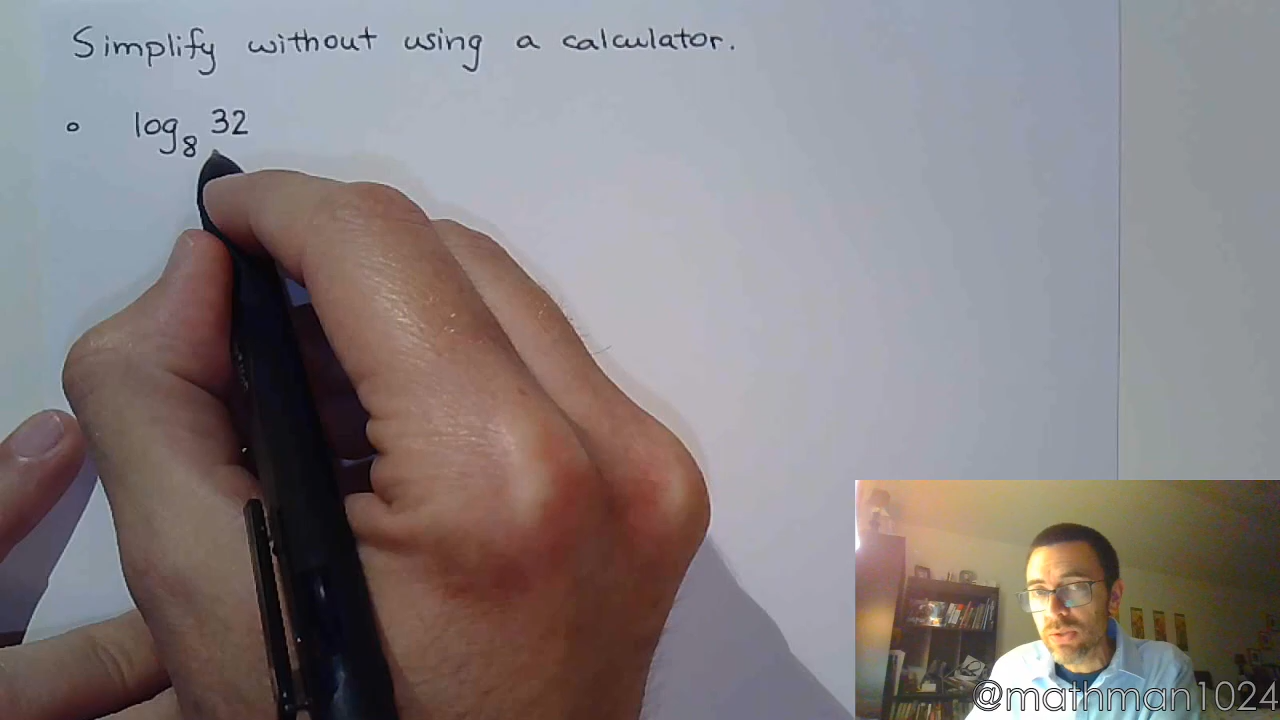 Simplify without using a calculator.
∘ log₈ 32
@mathman1024